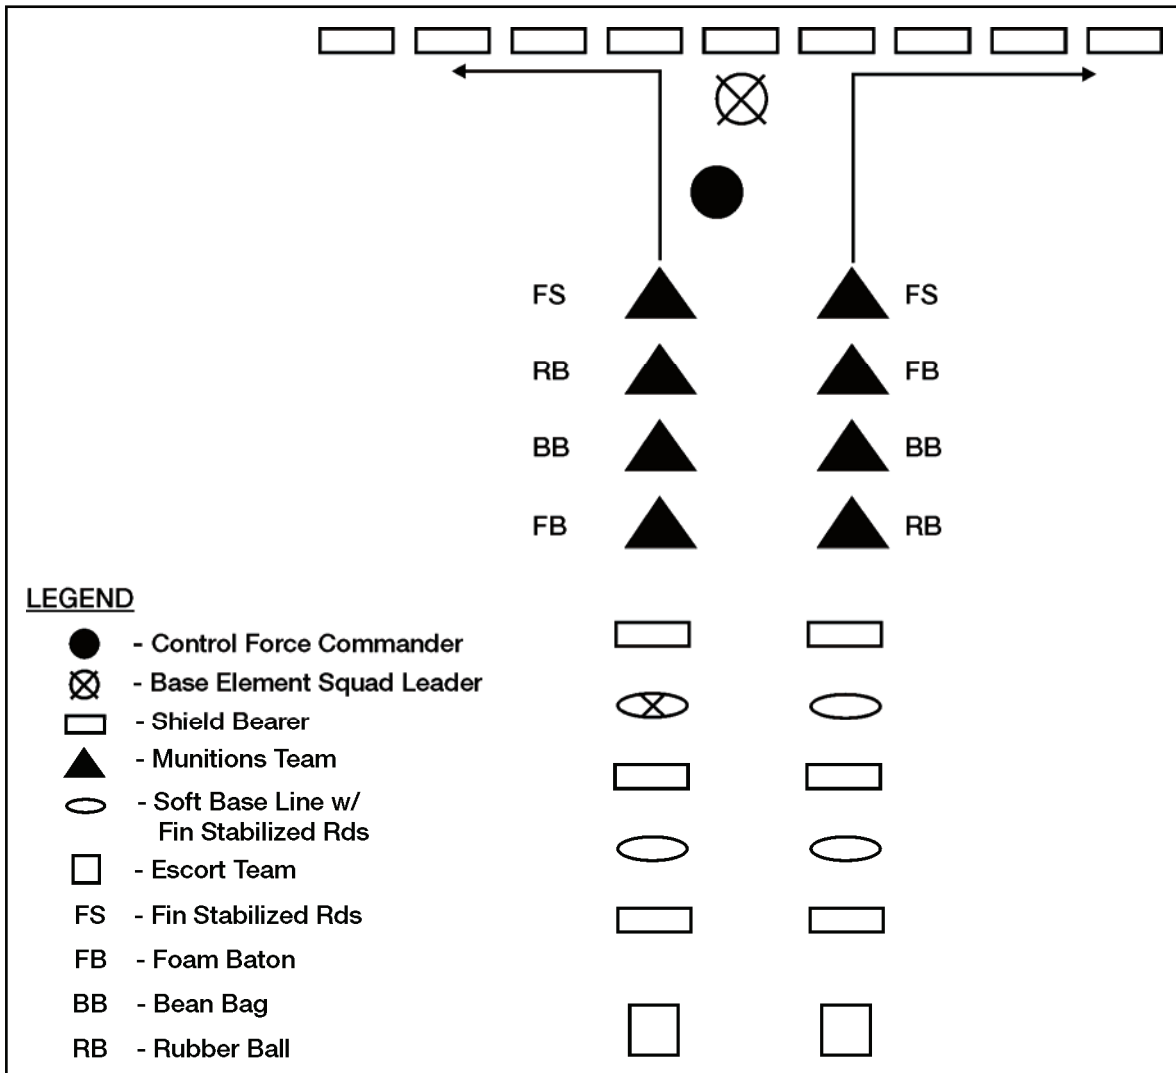 FS FS
RB FB
BB BB
FB RB
LEGEND
- Control Force Commander
- Base Element Squad Leader
- Shield Bearer
- Munitions Team
- Soft Base Line w/
Fin Stabilized Rds
- Escort Team
FS - Fin Stabilized Rds
FB - Foam Baton
BB - Bean Bag
RB - Rubber Ball